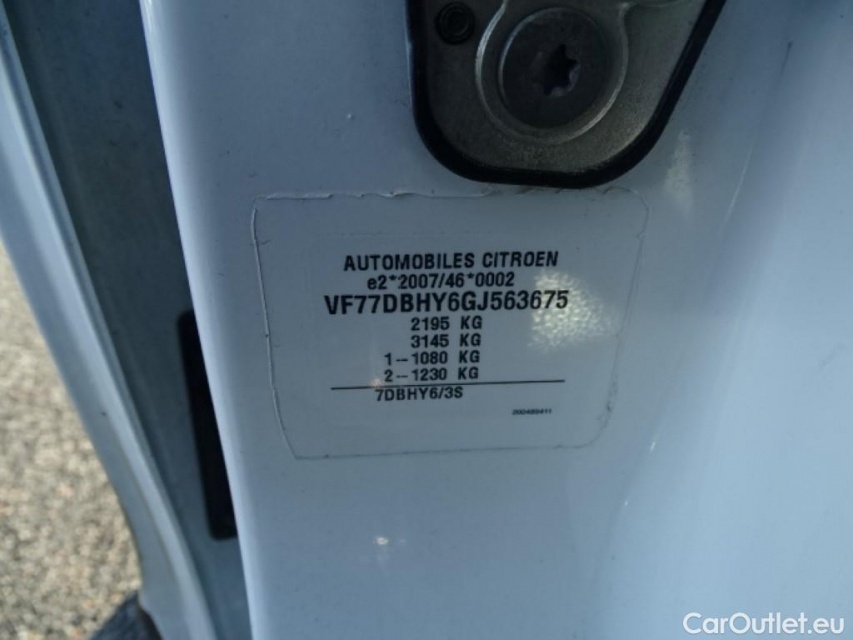 AUTOMOBILES CITROEN
e2*2007/46*0002
VF77DBHY6GJ563675
2195 KG
3145 KG
1--1080 KG
2--1230 KG
7DBHY6/3S
CarOutlet.eu